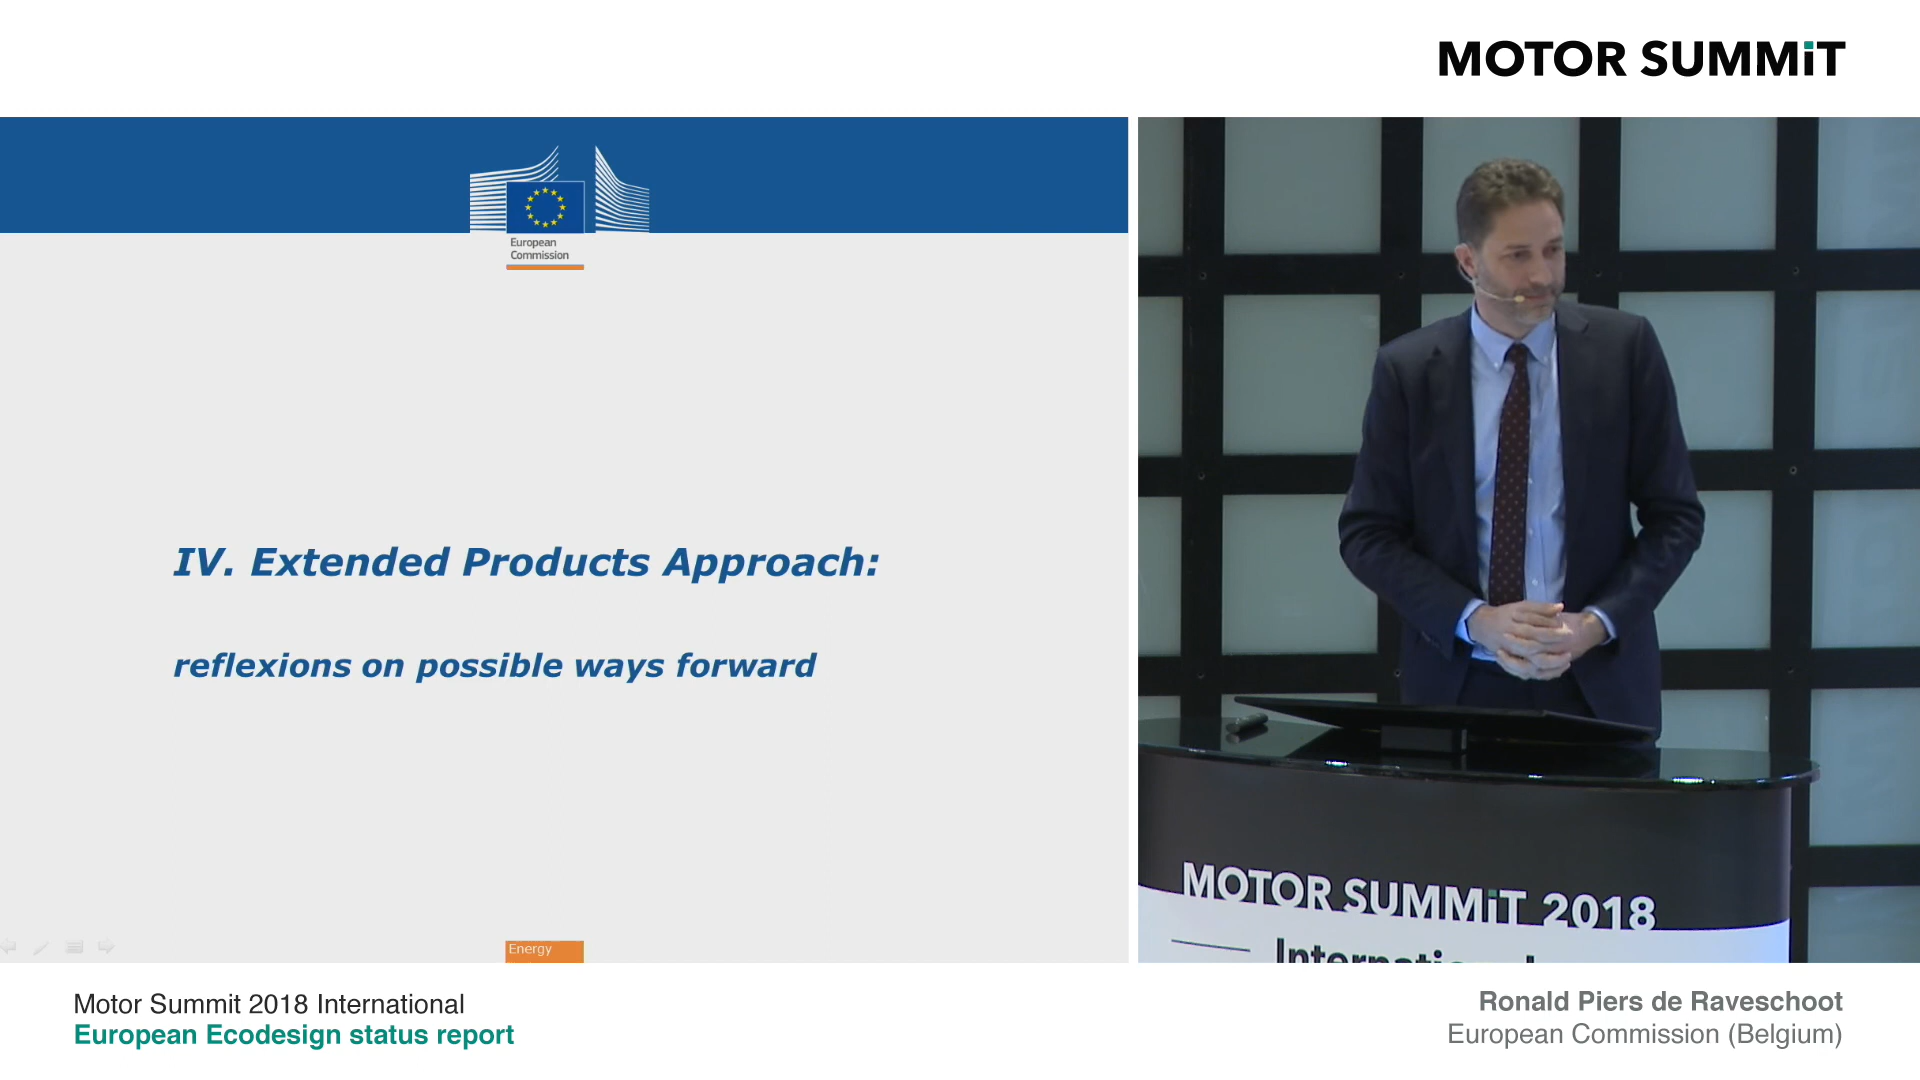 MOTOR SUMMiT
European
Commission
IV. Extended Products Approach:
reflexions on possible ways forward
Energy
MOTOR SUMMiT 2018
International
Motor Summit 2018 International
European Ecodesign status report
Ronald Piers de Raveschoot
European Commission (Belgium)